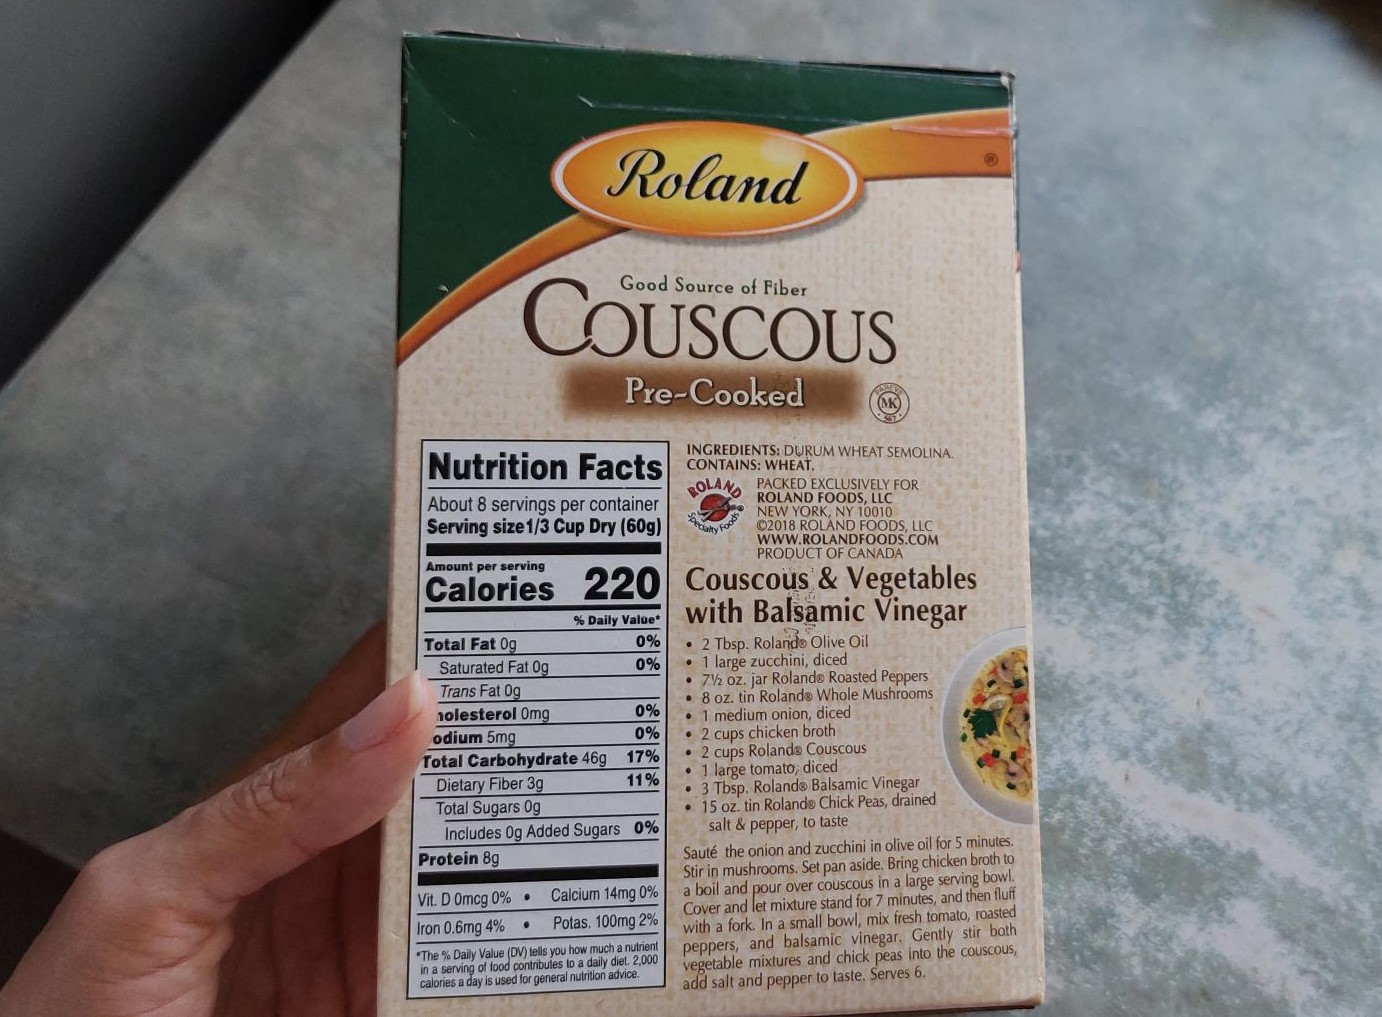 Roland
®
Good Source of Fiber
COUSCOUS
Pre-Cooked
PAREVE
MK
Nutrition Facts
About 8 servings per container
Serving size 1/3 Cup Dry (60g)
Amount per serving
Calories 220
% Daily Value*
Total Fat 0g 0%
Saturated Fat 0g 0%
Trans Fat 0g
holesterol 0mg 0%
odium 5mg 0%
Total Carbohydrate 46g 17%
Dietary Fiber 3g 11%
Total Sugars 0g
Includes 0g Added Sugars 0%
Protein 8g
Vit. D 0mcg 0% • Calcium 14mg 0%
Iron 0.6mg 4% • Potas. 100mg 2%
*The % Daily Value (DV) tells you how much a nutrient
in a serving of food contributes to a daily diet. 2,000
calories a day is used for general nutrition advice.
INGREDIENTS: DURUM WHEAT SEMOLINA.
CONTAINS: WHEAT.
ROLAND
Specialty Foods®
PACKED EXCLUSIVELY FOR
ROLAND FOODS, LLC
NEW YORK, NY 10010
©2018 ROLAND FOODS, LLC
WWW.ROLANDFOODS.COM
PRODUCT OF CANADA
Couscous & Vegetables
with Balsamic Vinegar
• 2 Tbsp. Roland® Olive Oil
• 1 large zucchini, diced
• 7½ oz. jar Roland® Roasted Peppers
• 8 oz. tin Roland® Whole Mushrooms
• 1 medium onion, diced
• 2 cups chicken broth
• 2 cups Roland® Couscous
• 1 large tomato, diced
• 3 Tbsp. Roland® Balsamic Vinegar
• 15 oz. tin Roland® Chick Peas, drained
salt & pepper, to taste
Sauté the onion and zucchini in olive oil for 5 minutes.
Stir in mushrooms. Set pan aside. Bring chicken broth to
a boil and pour over couscous in a large serving bowl.
Cover and let mixture stand for 7 minutes, and then fluff
with a fork. In a small bowl, mix fresh tomato, roasted
peppers, and balsamic vinegar. Gently stir both
vegetable mixtures and chick peas into the couscous,
add salt and pepper to taste. Serves 6.